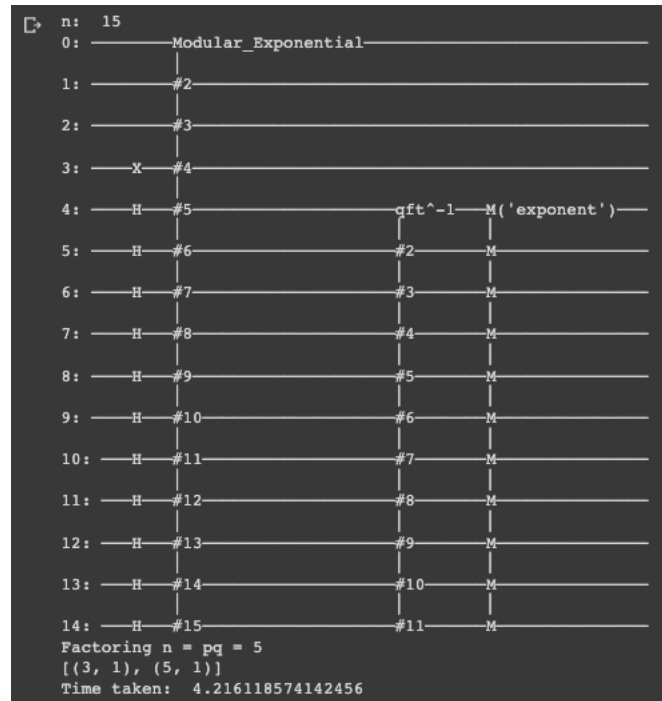 n:  15
0: ────────Modular_Exponential────────────────────────────
           │
1: ────────#2─────────────────────────────────────────────
           │
2: ────────#3─────────────────────────────────────────────
           │
3: ────X───#4─────────────────────────────────────────────
           │
4: ────H───#5────────────────────qft^-1───M('exponent')───
           │                     │        │
5: ────H───#6────────────────────#2───────M───────────────
           │                     │        │
6: ────H───#7────────────────────#3───────M───────────────
           │                     │        │
7: ────H───#8────────────────────#4───────M───────────────
           │                     │        │
8: ────H───#9────────────────────#5───────M───────────────
           │                     │        │
9: ────H───#10───────────────────#6───────M───────────────
           │                     │        │
10: ───H───#11───────────────────#7───────M───────────────
           │                     │        │
11: ───H───#12───────────────────#8───────M───────────────
           │                     │        │
12: ───H───#13───────────────────#9───────M───────────────
           │                     │        │
13: ───H───#14───────────────────#10──────M───────────────
           │                     │        │
14: ───H───#15───────────────────#11──────M───────────────
Factoring n = pq = 5
[(3, 1), (5, 1)]
Time taken:  4.216118574142456